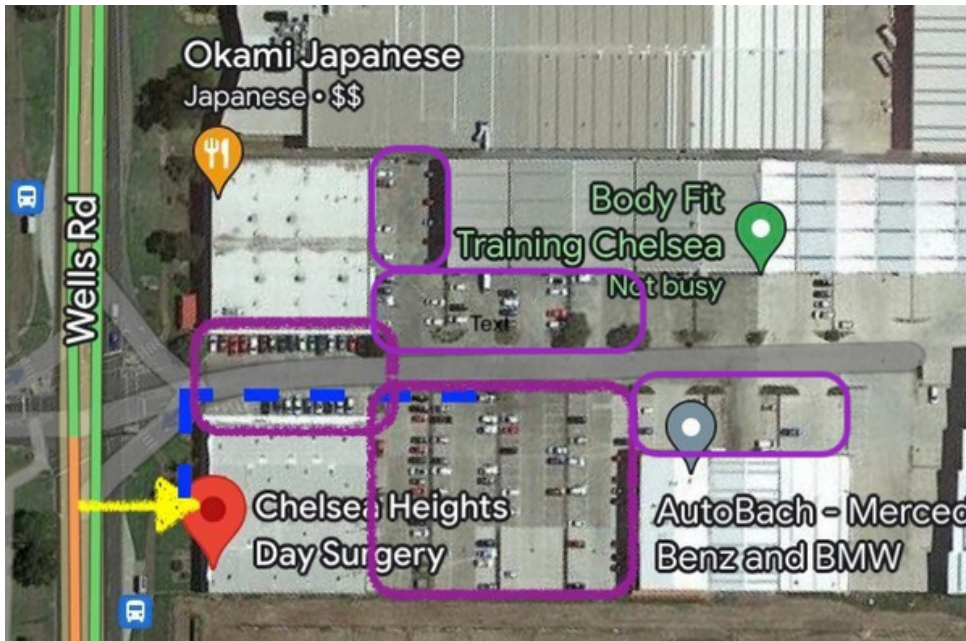 Okami Japanese
Japanese • $$
Wells Rd
Body Fit
Training Chelsea
Not busy
Text
Chelsea Heights
Day Surgery
AutoBach - Merced
Benz and BMW